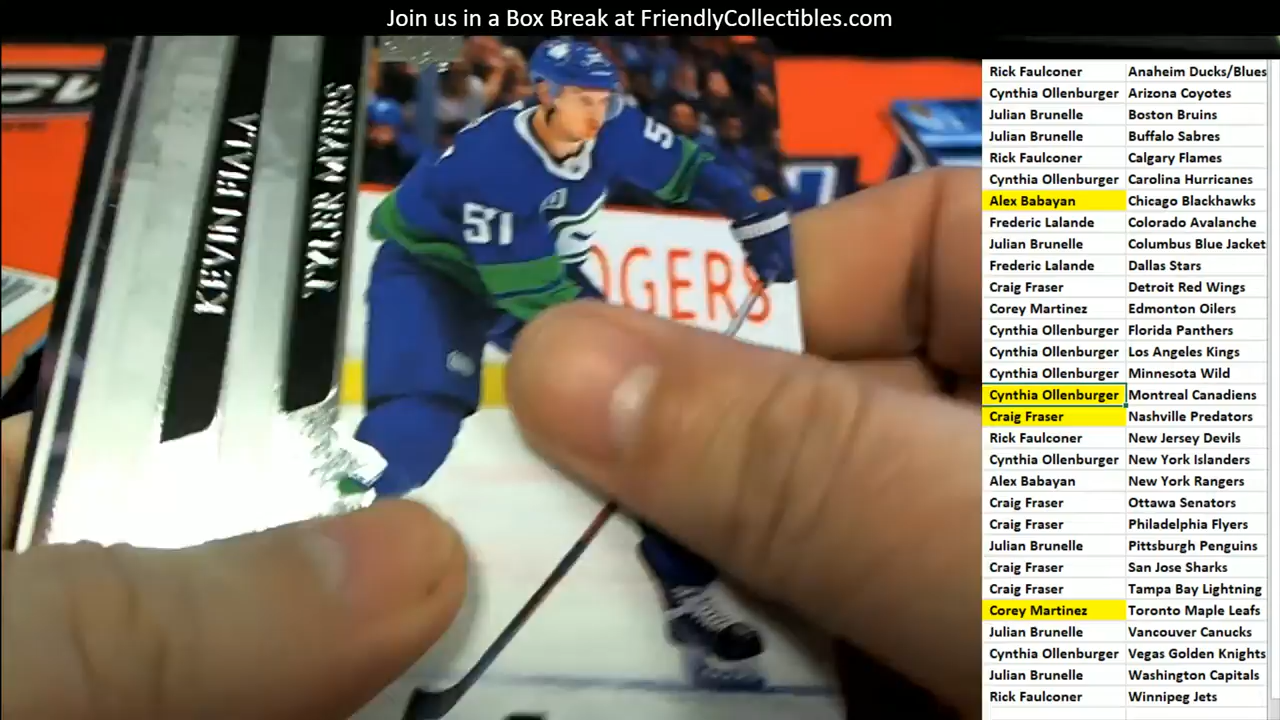 Join us in a Box Break at FriendlyCollectibles.com
KEVIN FIALA
TYLER MYERS
57
5
OGERS
Rick Faulconer Anaheim Ducks/Blues
Cynthia Ollenburger Arizona Coyotes
Julian Brunelle Boston Bruins
Julian Brunelle Buffalo Sabres
Rick Faulconer Calgary Flames
Cynthia Ollenburger Carolina Hurricanes
Alex Babayan Chicago Blackhawks
Frederic Lalande Colorado Avalanche
Julian Brunelle Columbus Blue Jacket
Frederic Lalande Dallas Stars
Craig Fraser Detroit Red Wings
Corey Martinez Edmonton Oilers
Cynthia Ollenburger Florida Panthers
Cynthia Ollenburger Los Angeles Kings
Cynthia Ollenburger Minnesota Wild
Cynthia Ollenburger Montreal Canadiens
Craig Fraser Nashville Predators
Rick Faulconer New Jersey Devils
Cynthia Ollenburger New York Islanders
Alex Babayan New York Rangers
Craig Fraser Ottawa Senators
Craig Fraser Philadelphia Flyers
Julian Brunelle Pittsburgh Penguins
Craig Fraser San Jose Sharks
Craig Fraser Tampa Bay Lightning
Corey Martinez Toronto Maple Leafs
Julian Brunelle Vancouver Canucks
Cynthia Ollenburger Vegas Golden Knights
Julian Brunelle Washington Capitals
Rick Faulconer Winnipeg Jets